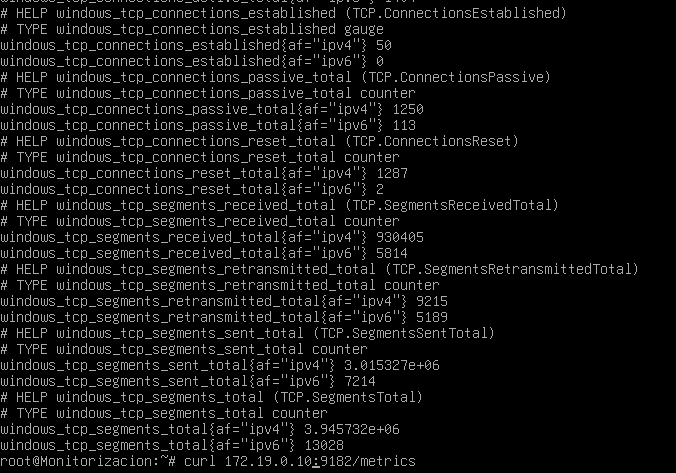 # HELP windows_tcp_connections_established (TCP.ConnectionsEstablished)
# TYPE windows_tcp_connections_established gauge
windows_tcp_connections_established{af="ipv4"} 50
windows_tcp_connections_established{af="ipv6"} 0
# HELP windows_tcp_connections_passive_total (TCP.ConnectionsPassive)
# TYPE windows_tcp_connections_passive_total counter
windows_tcp_connections_passive_total{af="ipv4"} 1250
windows_tcp_connections_passive_total{af="ipv6"} 113
# HELP windows_tcp_connections_reset_total (TCP.ConnectionsReset)
# TYPE windows_tcp_connections_reset_total counter
windows_tcp_connections_reset_total{af="ipv4"} 1287
windows_tcp_connections_reset_total{af="ipv6"} 2
# HELP windows_tcp_segments_received_total (TCP.SegmentsReceivedTotal)
# TYPE windows_tcp_segments_received_total counter
windows_tcp_segments_received_total{af="ipv4"} 930405
windows_tcp_segments_received_total{af="ipv6"} 5814
# HELP windows_tcp_segments_retransmitted_total (TCP.SegmentsRetransmittedTotal)
# TYPE windows_tcp_segments_retransmitted_total counter
windows_tcp_segments_retransmitted_total{af="ipv4"} 9215
windows_tcp_segments_retransmitted_total{af="ipv6"} 5189
# HELP windows_tcp_segments_sent_total (TCP.SegmentsSentTotal)
# TYPE windows_tcp_segments_sent_total counter
windows_tcp_segments_sent_total{af="ipv4"} 3.015327e+06
windows_tcp_segments_sent_total{af="ipv6"} 7214
# HELP windows_tcp_segments_total (TCP.SegmentsTotal)
# TYPE windows_tcp_segments_total counter
windows_tcp_segments_total{af="ipv4"} 3.945732e+06
windows_tcp_segments_total{af="ipv6"} 13028
root@Monitorizacion:~# curl 172.19.0.10:9182/metrics